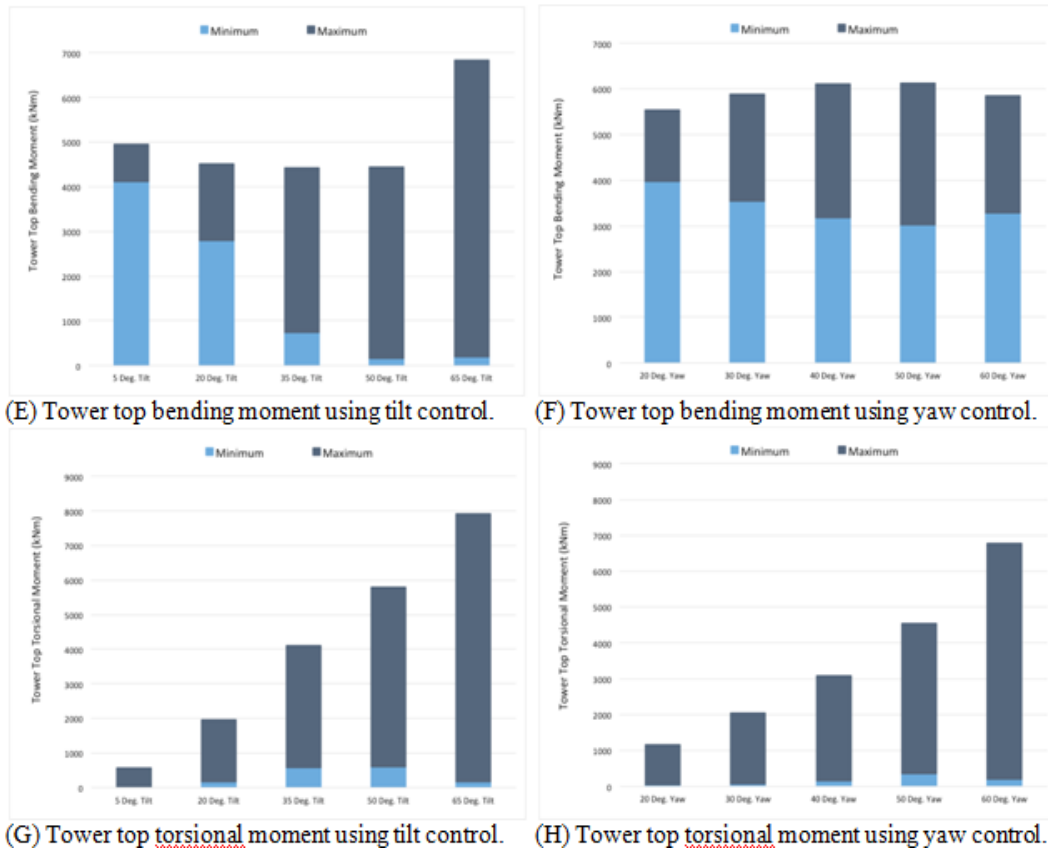 Minimum Maximum
Tower Top Bending Moment (kNm)
7000
6000
5000
4000
3000
2000
1000
0
5 Deg. Tilt 20 Deg. Tilt 35 Deg. Tilt 50 Deg. Tilt 65 Deg. Tilt
(E) Tower top bending moment using tilt control.
Minimum Maximum
Tower Top Bending Moment (kNm)
7000
6000
5000
4000
3000
2000
1000
0
20 Deg. Yaw 30 Deg. Yaw 40 Deg. Yaw 50 Deg. Yaw 60 Deg. Yaw
(F) Tower top bending moment using yaw control.
Minimum Maximum
Tower Top Torsional Moment (kNm)
9000
8000
7000
6000
5000
4000
3000
2000
1000
0
5 Deg. Tilt 20 Deg. Tilt 35 Deg. Tilt 50 Deg. Tilt 65 Deg. Tilt
(G) Tower top torsional moment using tilt control.
Minimum Maximum
Tower Top Torsional Moment (kNm)
9000
8000
7000
6000
5000
4000
3000
2000
1000
0
20 Deg. Yaw 30 Deg. Yaw 40 Deg. Yaw 50 Deg. Yaw 60 Deg. Yaw
(H) Tower top torsional moment using yaw control.